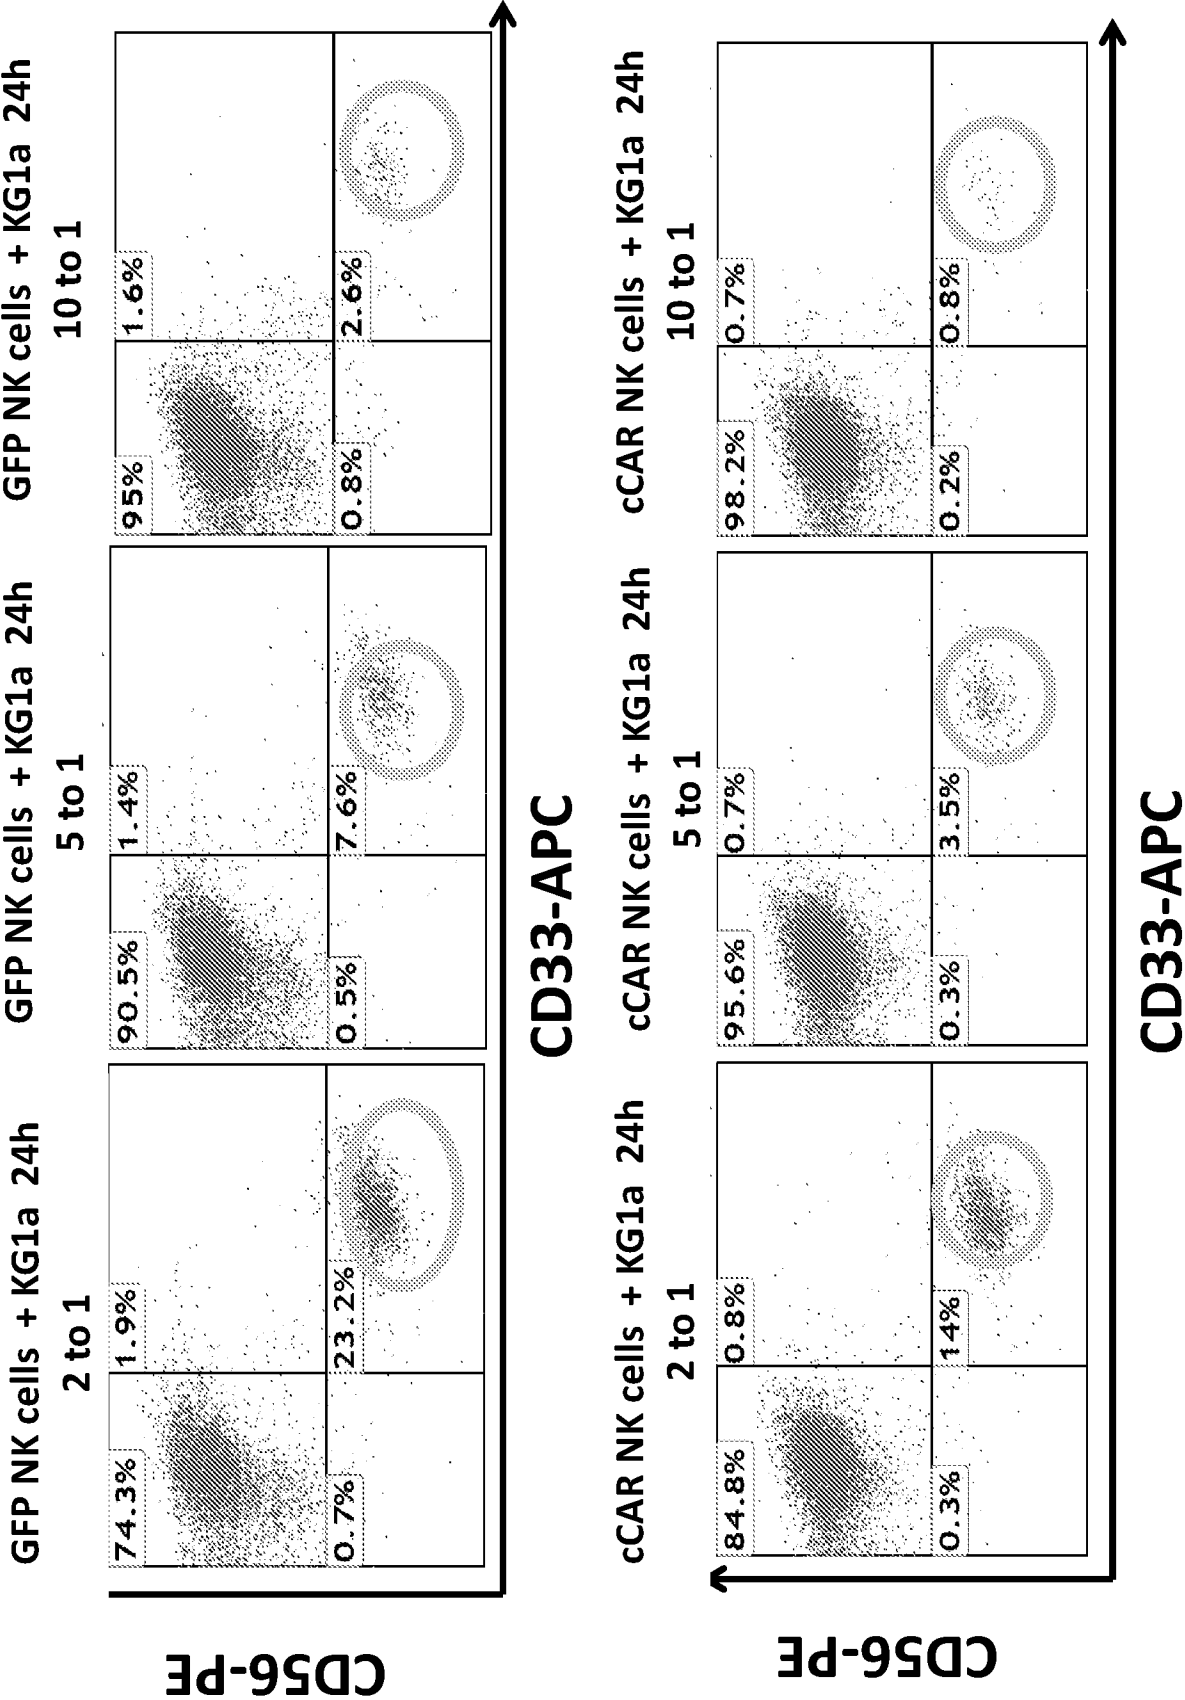 GFP NK cells + KG1a 24h
2 to 1
74.3%
1.9%
0.7%
23.2%
GFP NK cells + KG1a 24h
5 to 1
90.5%
1.4%
0.5%
7.6%
GFP NK cells + KG1a 24h
10 to 1
95%
1.6%
0.8%
2.6%
CD56-PE
CD33-APC
cCAR NK cells + KG1a 24h
2 to 1
84.8%
0.8%
0.3%
14%
cCAR NK cells + KG1a 24h
5 to 1
95.6%
0.7%
0.3%
3.5%
cCAR NK cells + KG1a 24h
10 to 1
98.2%
0.7%
0.2%
0.8%
CD56-PE
CD33-APC